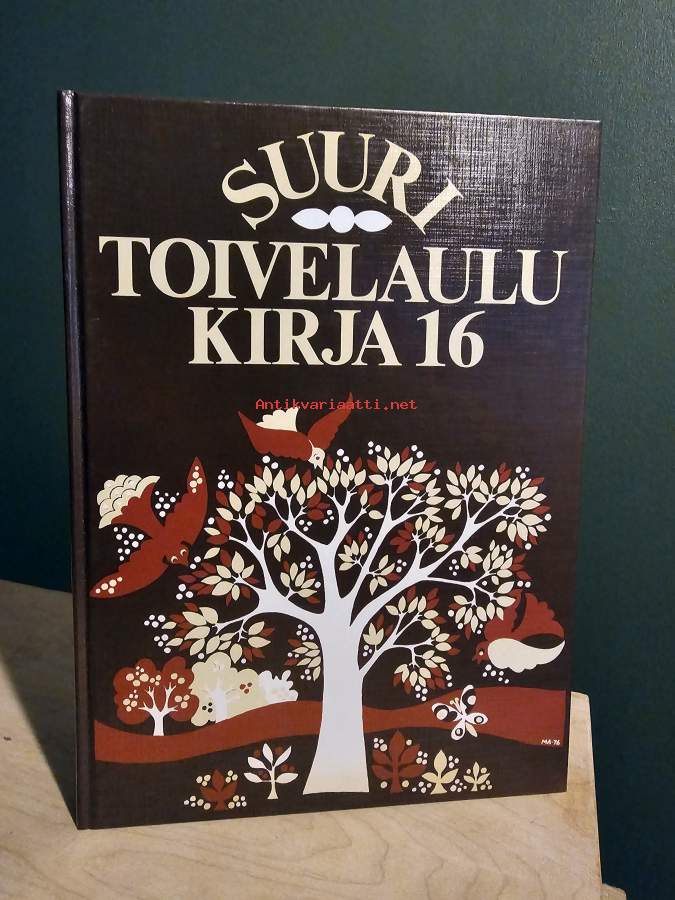 SUURI
TOIVELAULU
KIRJA 16
Antikvariaatti.net
MA-76